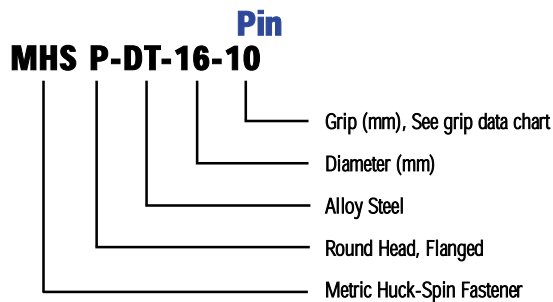 Pin
MHS P-DT-16-10
Grip (mm), See grip data chart
Diameter (mm)
Alloy Steel
Round Head, Flanged
Metric Huck-Spin Fastener